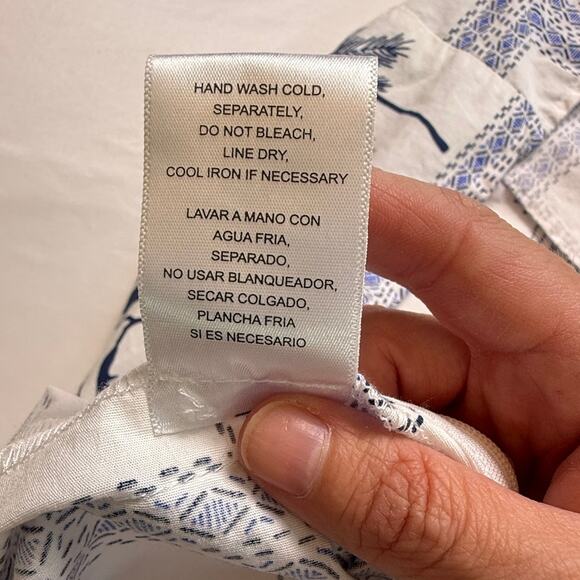 HAND WASH COLD,
SEPARATELY,
DO NOT BLEACH,
LINE DRY,
COOL IRON IF NECESSARY
LAVAR A MANO CON
AGUA FRIA,
SEPARADO,
NO USAR BLANQUEADOR,
SECAR COLGADO,
PLANCHA FRIA
SI ES NECESARIO